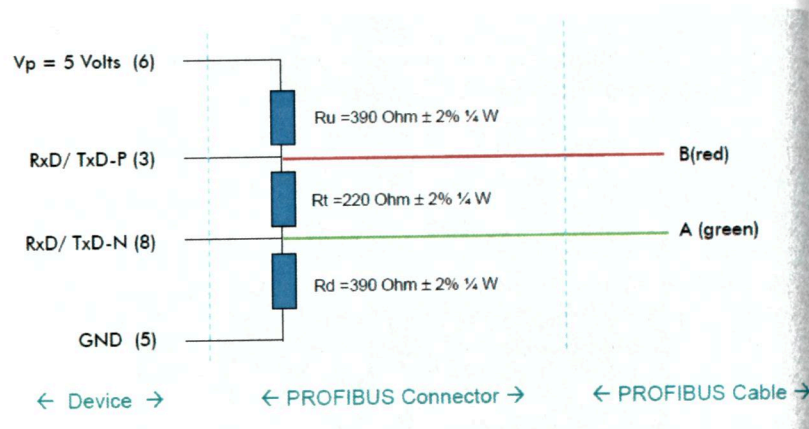 Vp = 5 Volts (6)
Ru =390 Ohm ± 2% ¼ W
RxD/ TxD-P (3)
B(red)
Rt =220 Ohm ± 2% ¼ W
RxD/ TxD-N (8)
A (green)
Rd =390 Ohm ± 2% ¼ W
GND (5)
← Device →
← PROFIBUS Connector →
← PROFIBUS Cable →